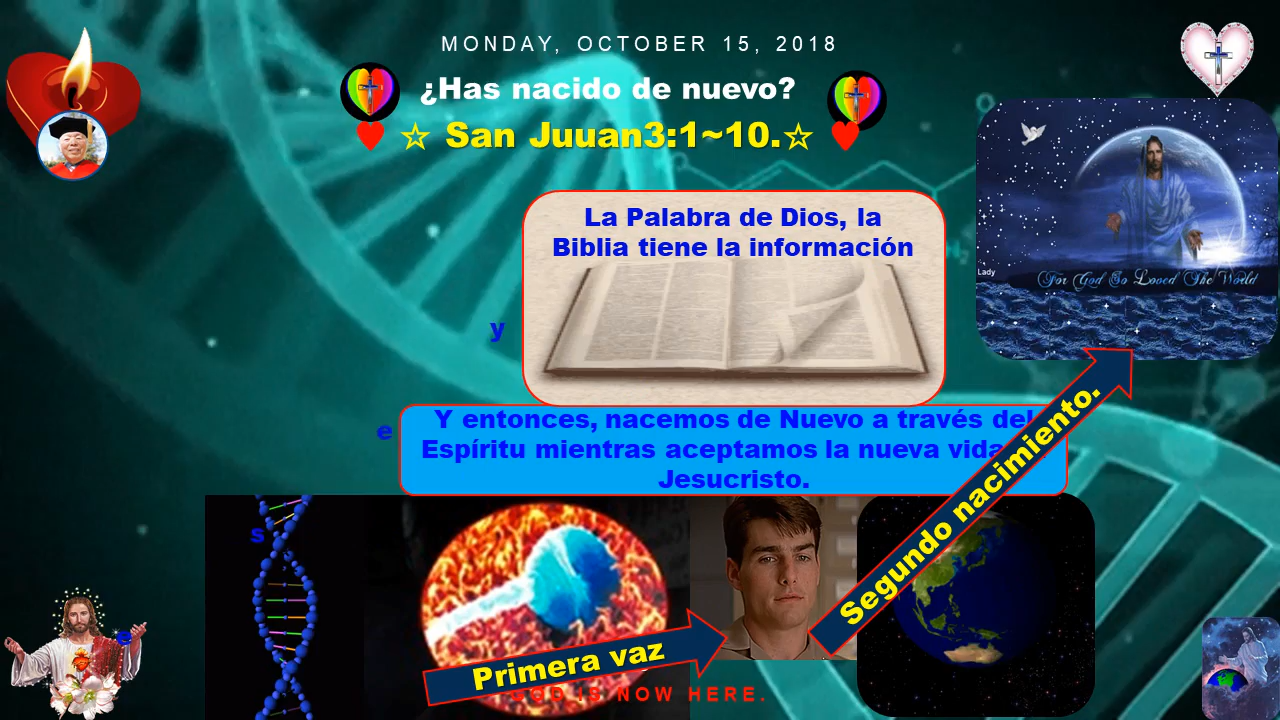 MONDAY, OCTOBER 15, 2018
¿Has nacido de nuevo?
☆ San Juuan3:1~10.☆
La Palabra de Dios, la
Biblia tiene la información
y
Lady
For God So Loved The World
e
Y entonces, nacemos de Nuevo a través del
Espíritu mientras aceptamos la nueva vida
Jesucristo.
s
,
e
Segundo nacimiento.
Primera vaz
GOD IS NOW HERE.